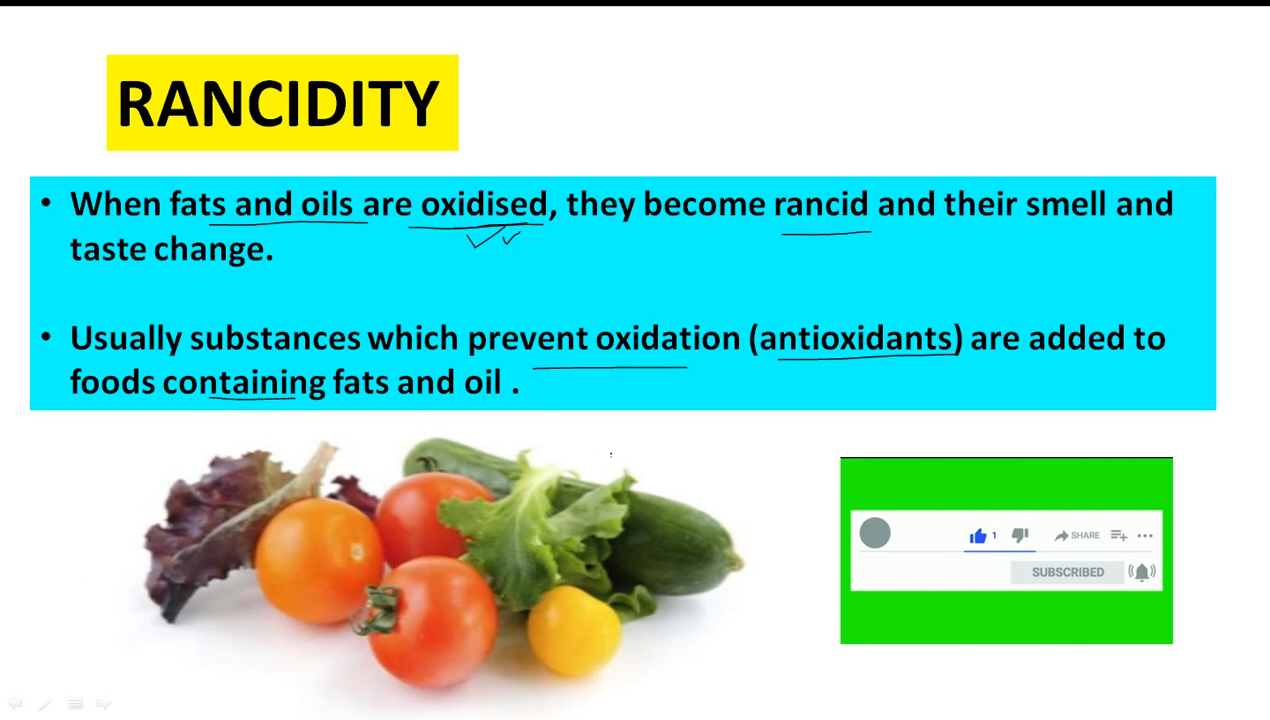 RANCIDITY
• When fats and oils are oxidised, they become rancid and their smell and
taste change.
• Usually substances which prevent oxidation (antioxidants) are added to
foods containing fats and oil .
1 SHARE
SUBSCRIBED